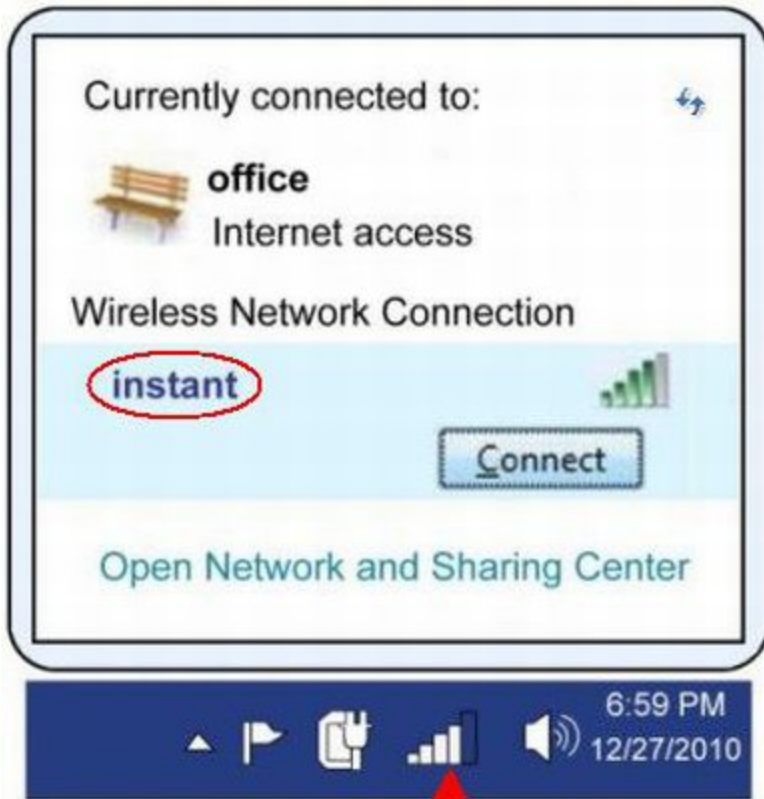 Currently connected to:
office
Internet access
Wireless Network Connection
instant
Connect
Open Network and Sharing Center
6:59 PM
12/27/2010